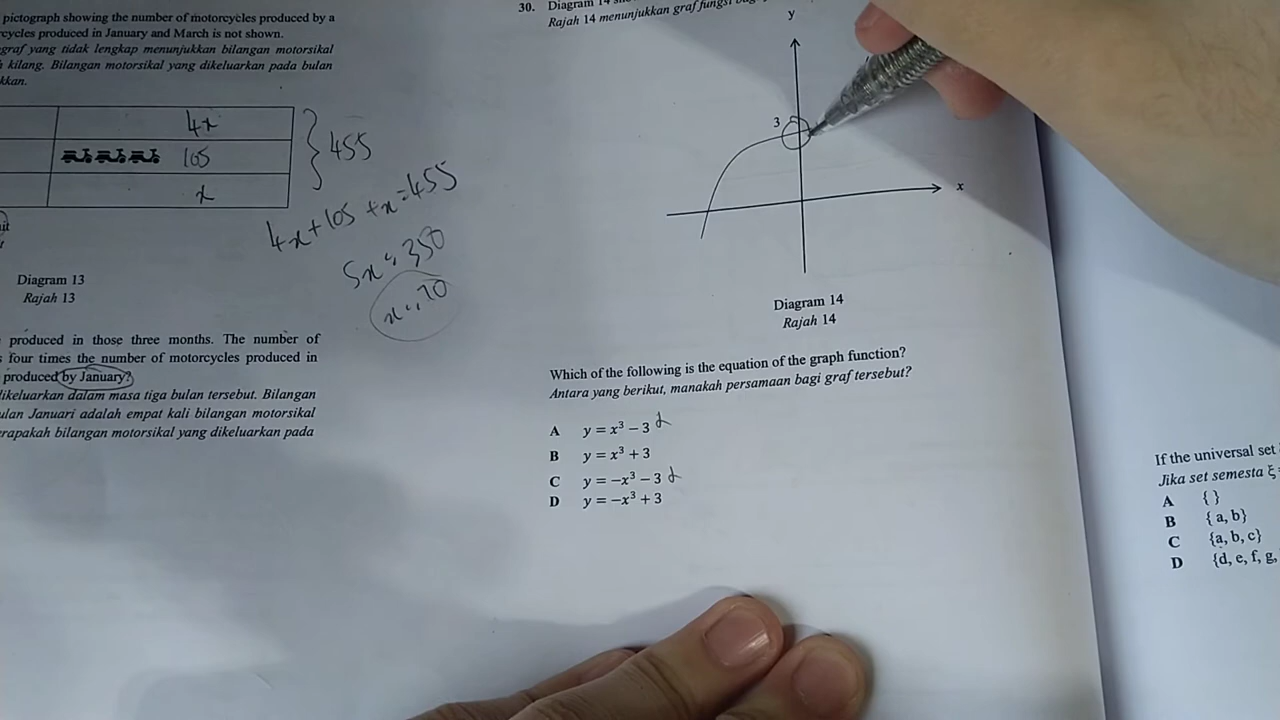 pictograph showing the number of motorcycles produced by a
rcycles produced in January and March is not shown.
graf yang tidak lengkap menunjukkan bilangan motorsikal
kilang. Bilangan motorsikal yang dikeluarkan pada bulan
kkan.
4x
105
x
455
4x+105+x=455
5x=350
x=70
Diagram 13
Rajah 13
produced in those three months. The number of
four times the number of motorcycles produced in
produced by January?
dikeluarkan dalam masa tiga bulan tersebut. Bilangan
ulan Januari adalah empat kali bilangan motorsikal
erapakah bilangan motorsikal yang dikeluarkan pada
30. Diagram 14
Rajah 14 menunjukkan graf fungsi
y
3
x
Diagram 14
Rajah 14
Which of the following is the equation of the graph function?
Antara yang berikut, manakah persamaan bagi graf tersebut?
A y = x³ − 3
B y = x³ + 3
C y = −x³ − 3
D y = −x³ + 3
If the universal set
Jika set semesta ξ
A { }
B { a, b}
C {a, b, c}
D {d, e, f, g,